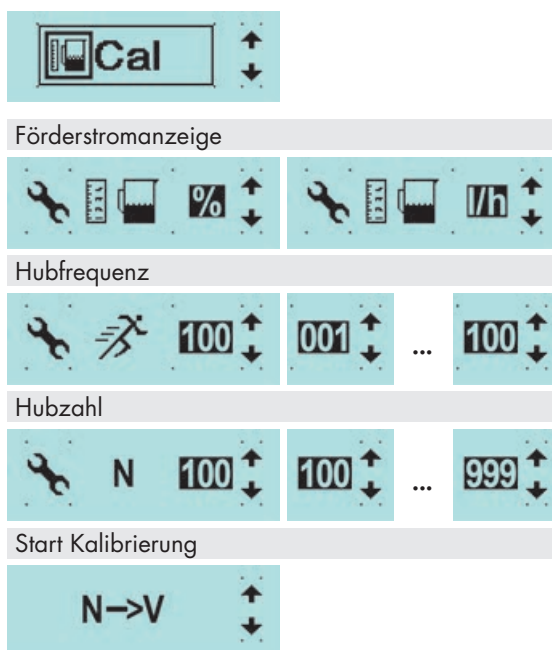 Cal
Förderstromanzeige
% l/h
Hubfrequenz
100 001 ... 100
Hubzahl
N 100 100 ... 999
Start Kalibrierung
N->V